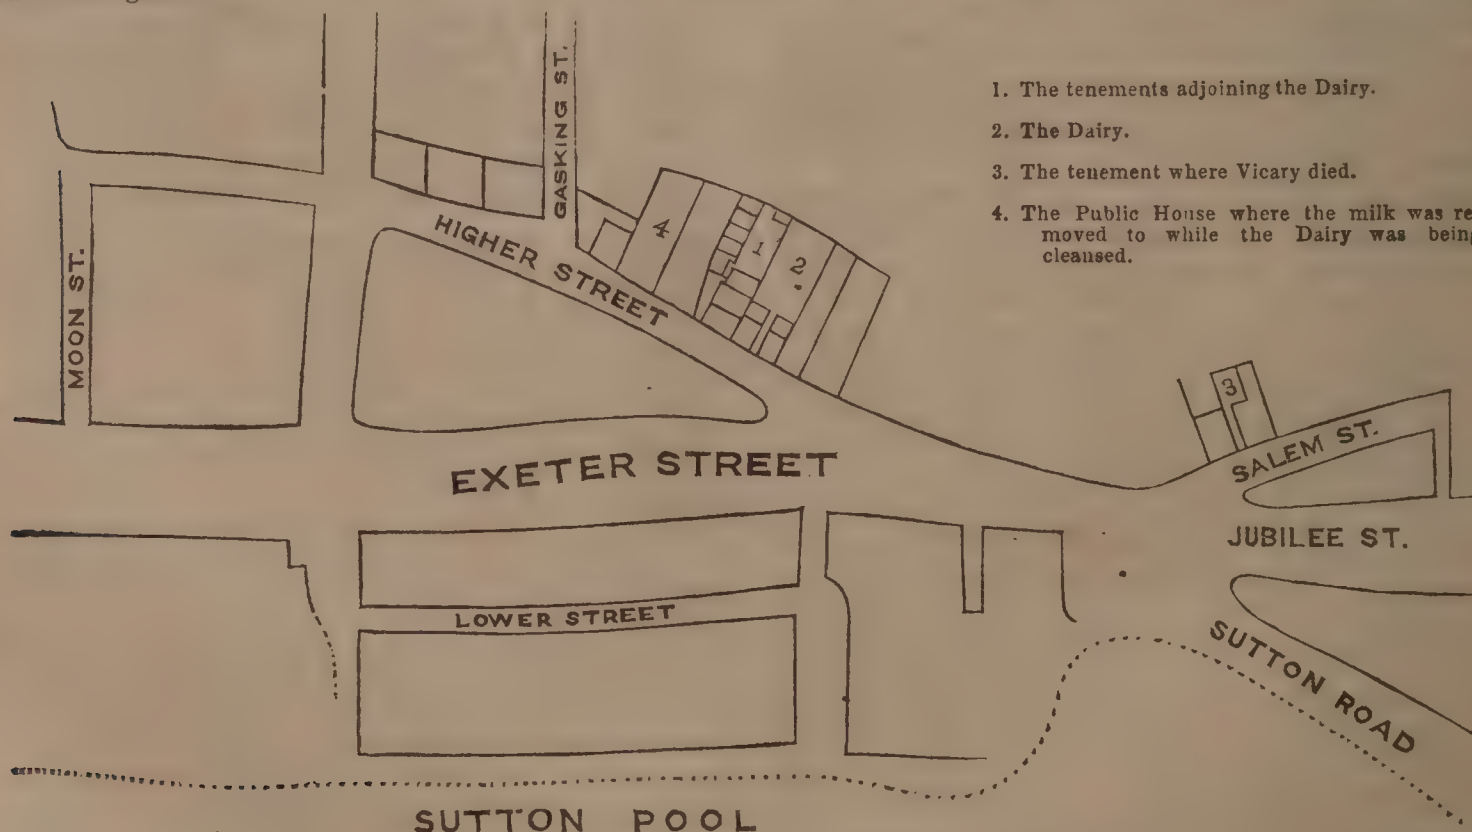 1. The tenements adjoining the Dairy.
2. The Dairy.
3. The tenement where Vicary died.
4. The Public House where the milk was re
moved to while the Dairy was being
cleansed.
GASKING ST.
MOON ST.
HIGHER STREET
4
1
2
3
EXETER STREET
SALEM ST.
JUBILEE ST.
LOWER STREET
SUTTON ROAD
SUTTON POOL